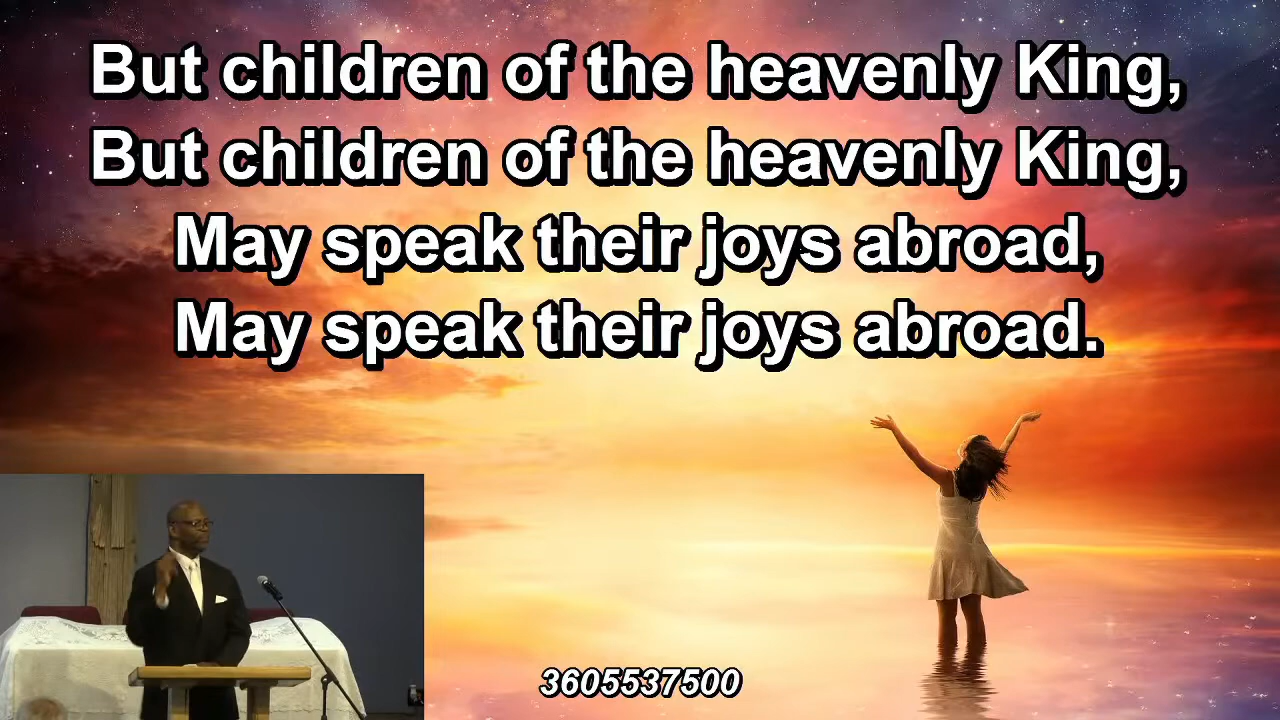 But children of the heavenly King,
But children of the heavenly King,
May speak their joys abroad,
May speak their joys abroad.
3605537500